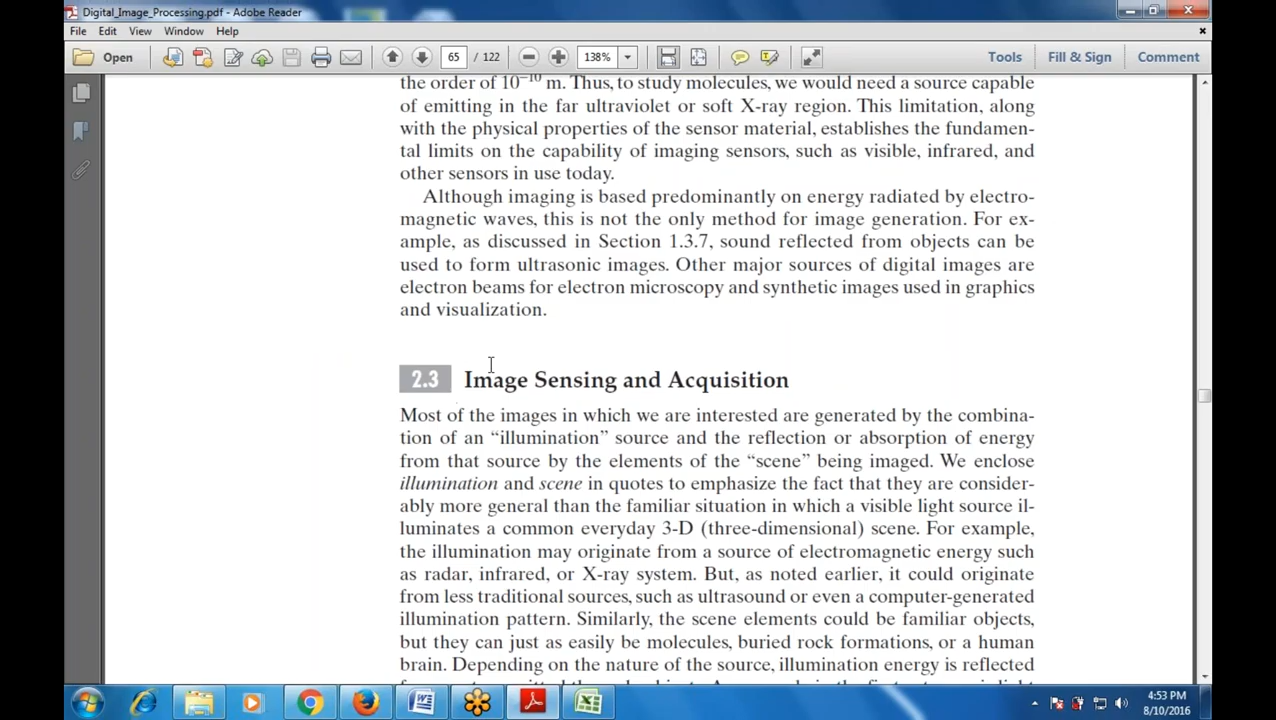 Digital_Image_Processing.pdf - Adobe Reader
File Edit View Window Help
Open 65 / 122 138% Tools Fill & Sign Comment
the order of 10⁻¹⁰ m. Thus, to study molecules, we would need a source capable
of emitting in the far ultraviolet or soft X-ray region. This limitation, along
with the physical properties of the sensor material, establishes the fundamen-
tal limits on the capability of imaging sensors, such as visible, infrared, and
other sensors in use today.
Although imaging is based predominantly on energy radiated by electro-
magnetic waves, this is not the only method for image generation. For ex-
ample, as discussed in Section 1.3.7, sound reflected from objects can be
used to form ultrasonic images. Other major sources of digital images are
electron beams for electron microscopy and synthetic images used in graphics
and visualization.
2.3 Image Sensing and Acquisition
Most of the images in which we are interested are generated by the combina-
tion of an “illumination” source and the reflection or absorption of energy
from that source by the elements of the “scene” being imaged. We enclose
illumination and scene in quotes to emphasize the fact that they are consider-
ably more general than the familiar situation in which a visible light source il-
luminates a common everyday 3-D (three-dimensional) scene. For example,
the illumination may originate from a source of electromagnetic energy such
as radar, infrared, or X-ray system. But, as noted earlier, it could originate
from less traditional sources, such as ultrasound or even a computer-generated
illumination pattern. Similarly, the scene elements could be familiar objects,
but they can just as easily be molecules, buried rock formations, or a human
brain. Depending on the nature of the source, illumination energy is reflected
4:53 PM
8/10/2016